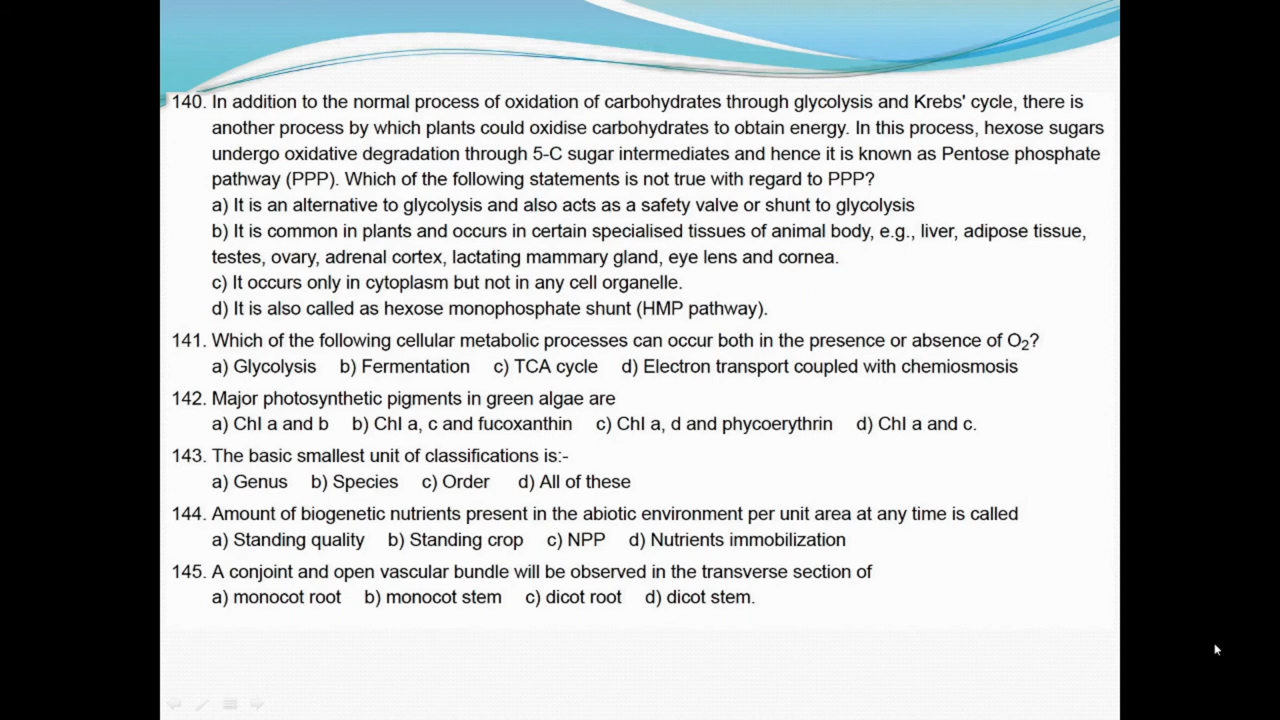 140. In addition to the normal process of oxidation of carbohydrates through glycolysis and Krebs' cycle, there is
another process by which plants could oxidise carbohydrates to obtain energy. In this process, hexose sugars
undergo oxidative degradation through 5-C sugar intermediates and hence it is known as Pentose phosphate
pathway (PPP). Which of the following statements is not true with regard to PPP?
a) It is an alternative to glycolysis and also acts as a safety valve or shunt to glycolysis
b) It is common in plants and occurs in certain specialised tissues of animal body, e.g., liver, adipose tissue,
testes, ovary, adrenal cortex, lactating mammary gland, eye lens and cornea.
c) It occurs only in cytoplasm but not in any cell organelle.
d) It is also called as hexose monophosphate shunt (HMP pathway).
141. Which of the following cellular metabolic processes can occur both in the presence or absence of O₂?
a) Glycolysis b) Fermentation c) TCA cycle d) Electron transport coupled with chemiosmosis
142. Major photosynthetic pigments in green algae are
a) Chl a and b b) Chl a, c and fucoxanthin c) Chl a, d and phycoerythrin d) Chl a and c.
143. The basic smallest unit of classifications is:-
a) Genus b) Species c) Order d) All of these
144. Amount of biogenetic nutrients present in the abiotic environment per unit area at any time is called
a) Standing quality b) Standing crop c) NPP d) Nutrients immobilization
145. A conjoint and open vascular bundle will be observed in the transverse section of
a) monocot root b) monocot stem c) dicot root d) dicot stem.